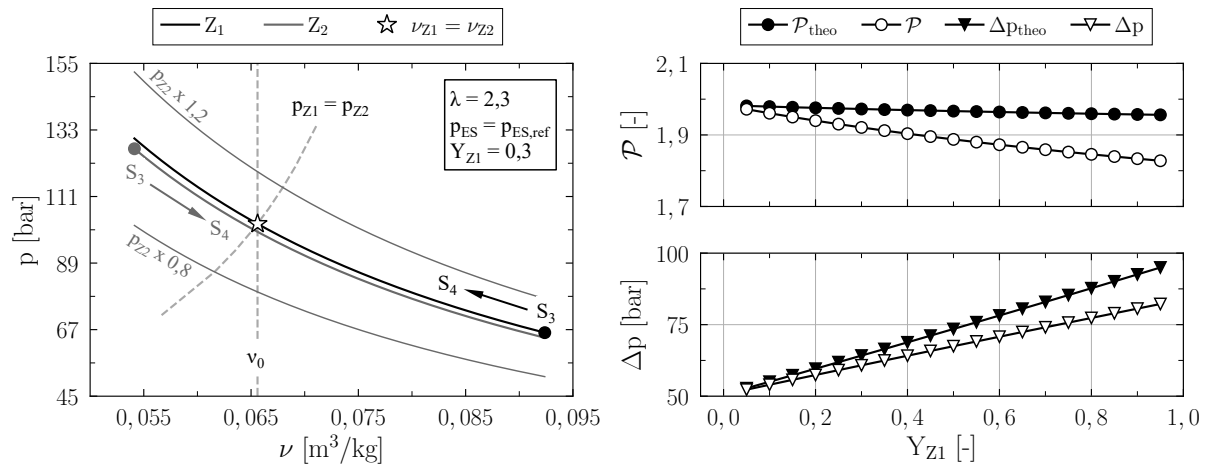 Z₁ Z₂ ν_Z1 = ν_Z2
155
133
111
89
67
45
p [bar]
p_Z2 x 1,2
p_Z1 = p_Z2
λ = 2,3
p_ES = p_ES,ref
Y_Z1 = 0,3
S₃
S₄
p_Z2 x 0,8
S₄
S₃
ν₀
0,055 0,065 0,075 0,085 0,095
ν [m³/kg]
𝒫_theo 𝒫 Δp_theo Δp
2,1
1,9
1,7
𝒫 [-]
100
75
50
Δp [bar]
0,0 0,2 0,4 0,6 0,8 1,0
Y_Z1 [-]